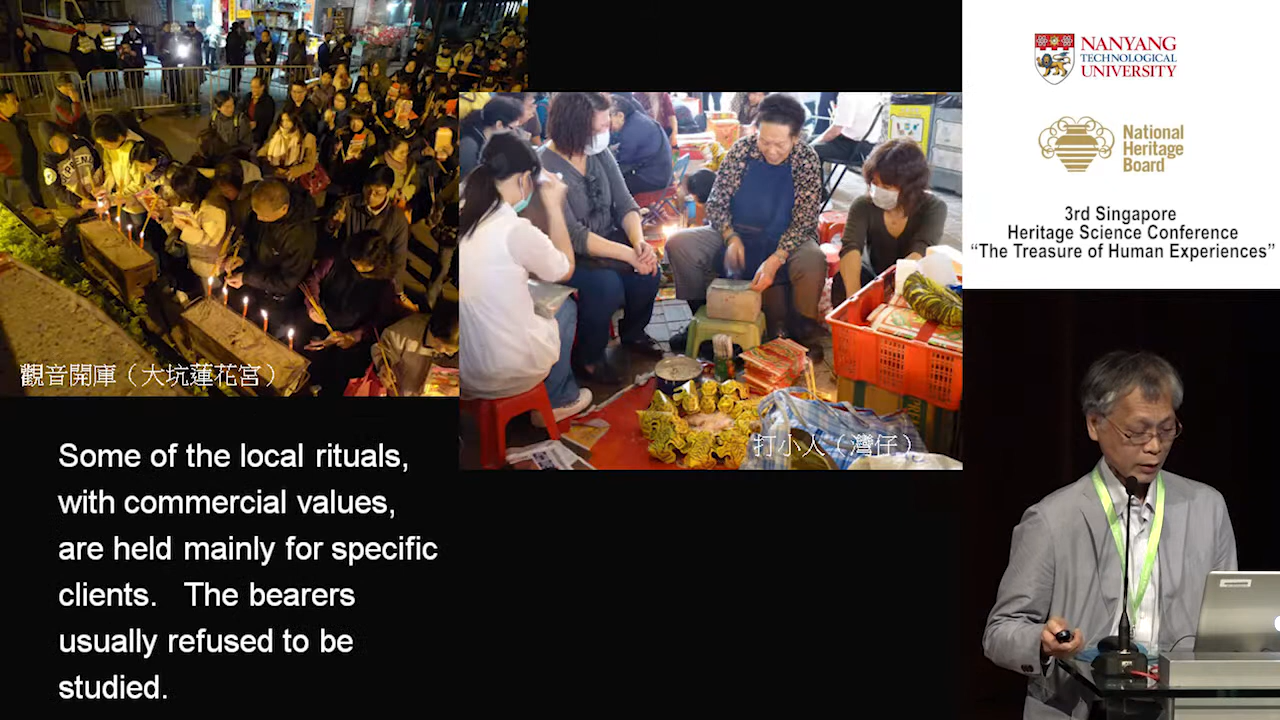 觀音開庫（大坑蓮花宮）
打小人（灣仔）
Some of the local rituals,
with commercial values,
are held mainly for specific
clients. The bearers
usually refused to be
studied.
NANYANG
TECHNOLOGICAL
UNIVERSITY
National
Heritage
Board
3rd Singapore
Heritage Science Conference
“The Treasure of Human Experiences”